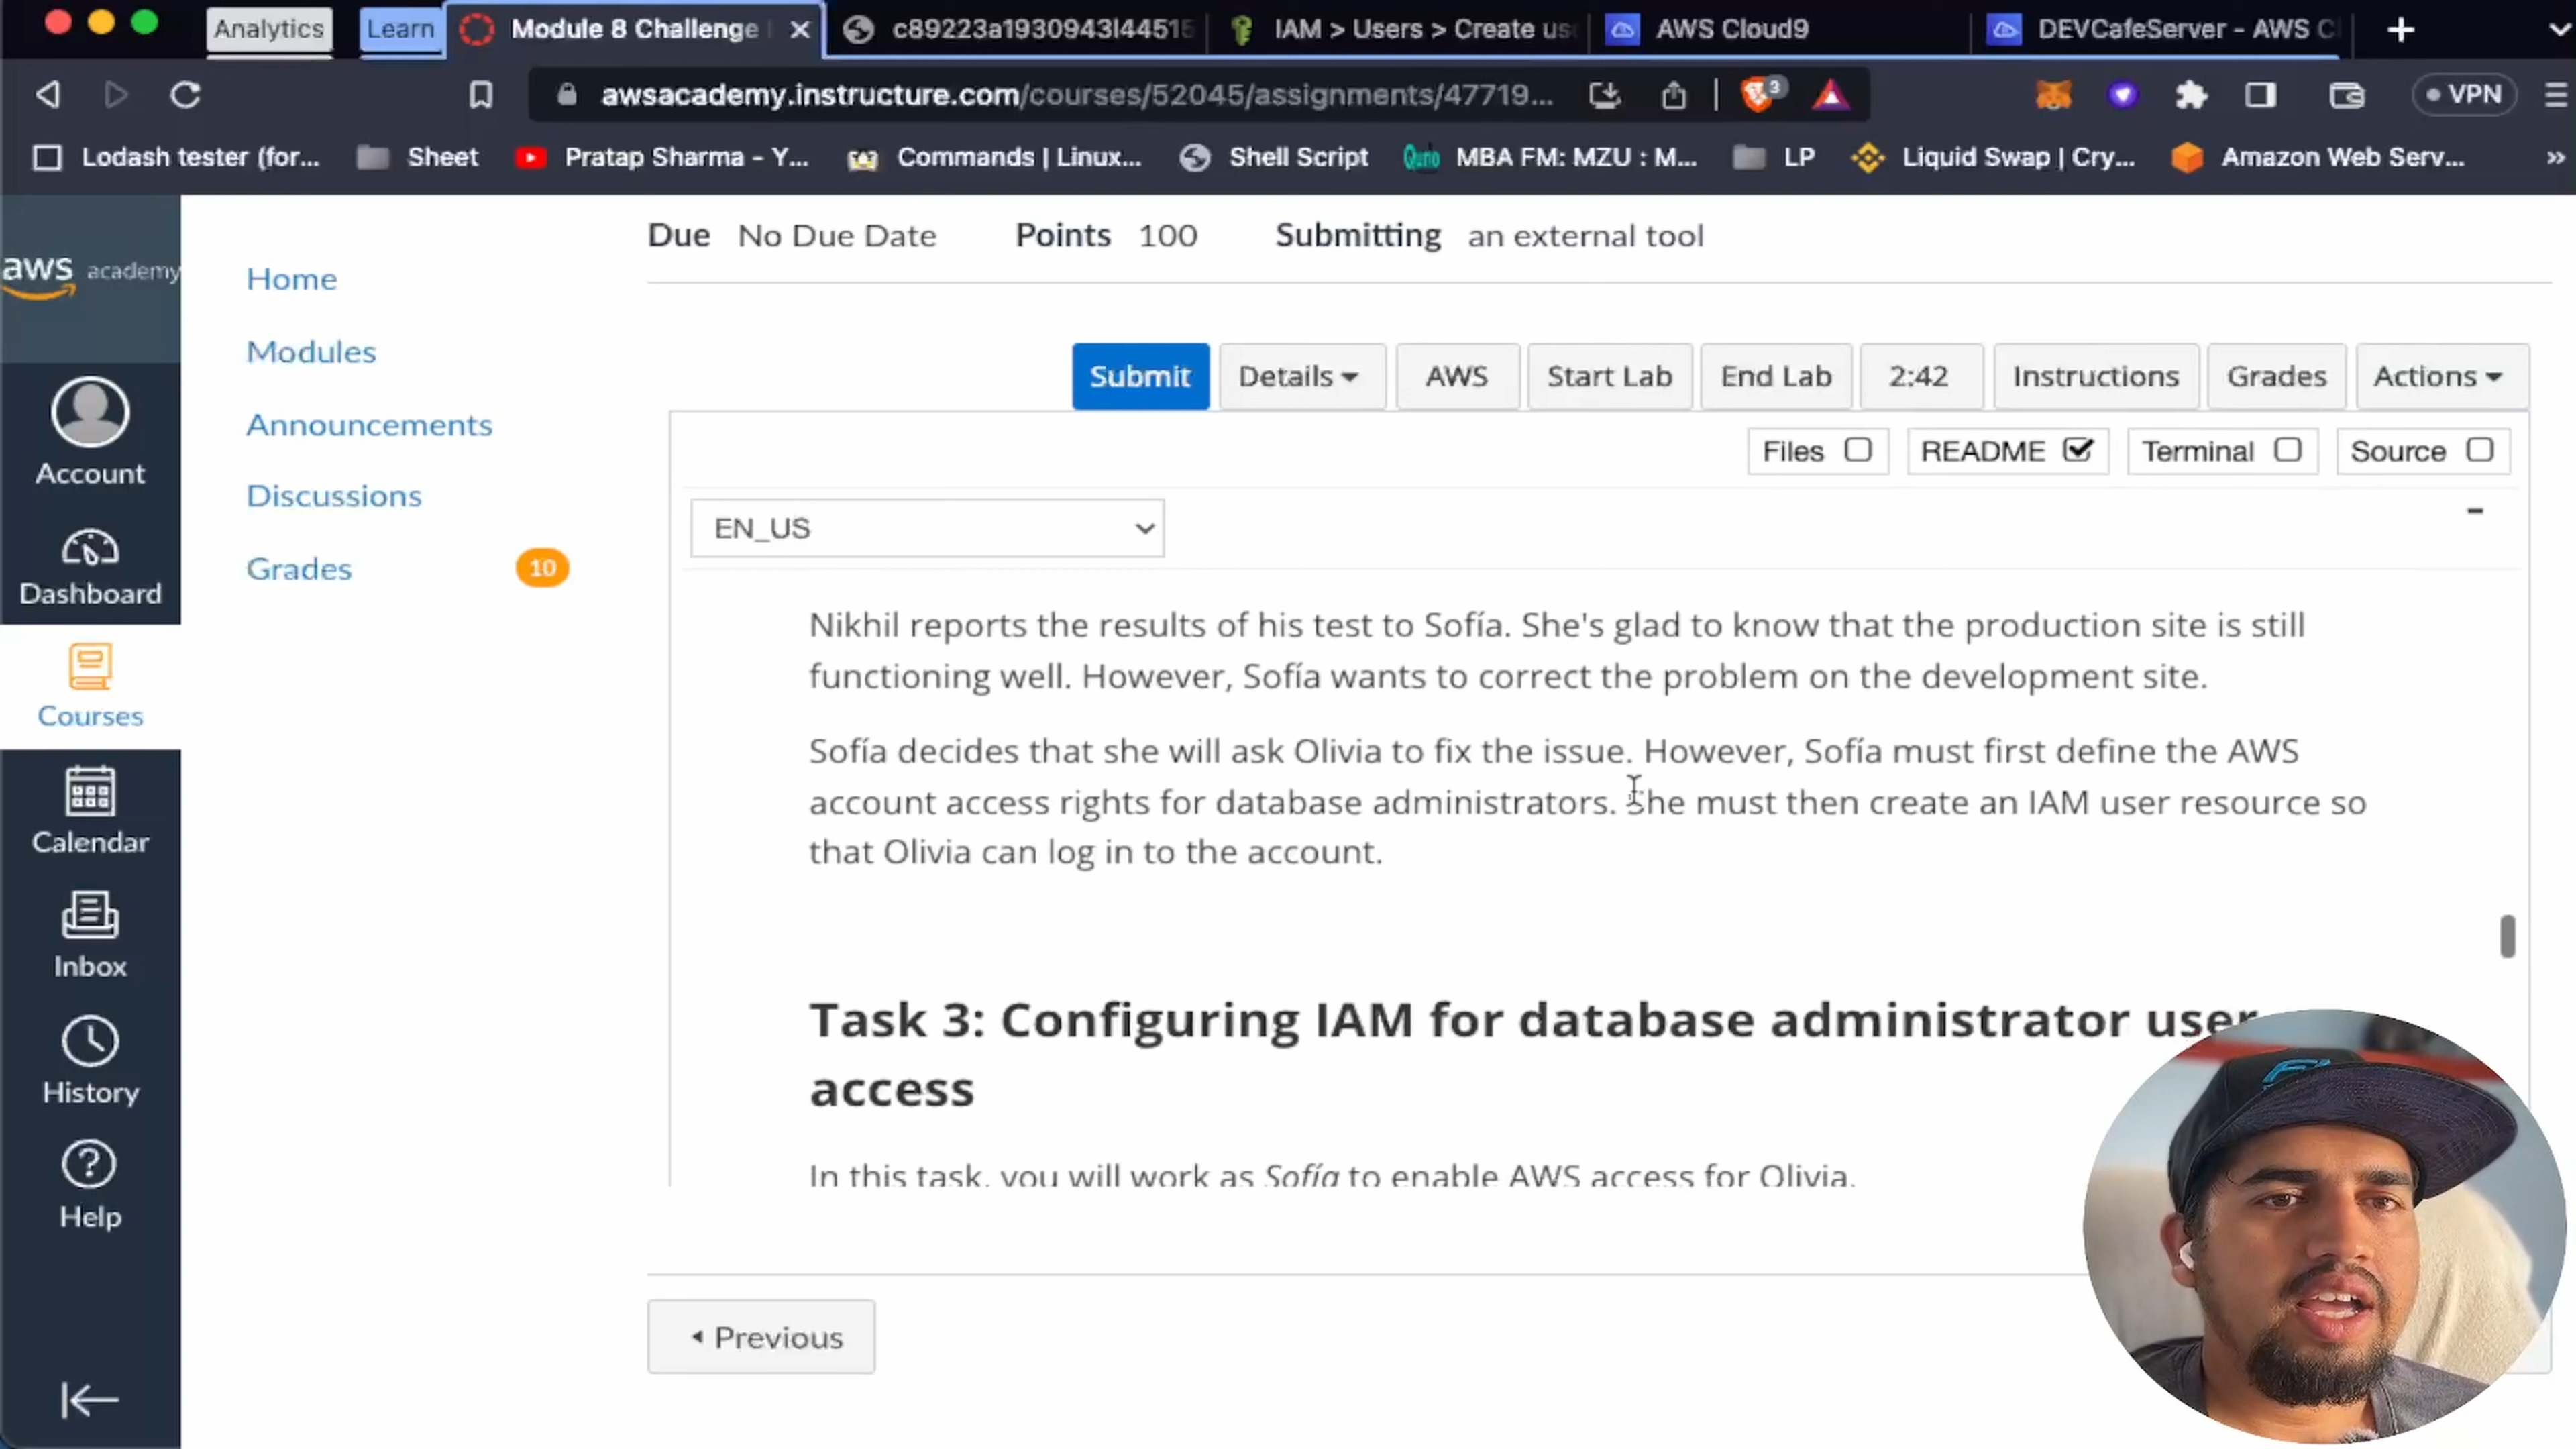 Analytics Learn Module 8 Challenge c89223a1930943l44515 IAM > Users > Create us AWS Cloud9 DEVCafeServer - AWS C
awsacademy.instructure.com/courses/52045/assignments/47719... 3 VPN
Lodash tester (for... Sheet Pratap Sharma - Y... Commands | Linux... Shell Script MBA FM: MZU : M... LP Liquid Swap | Cry... Amazon Web Serv... »
aws academy
Account
Dashboard
Courses
Calendar
Inbox
History
Help
Home
Modules
Announcements
Discussions
Grades 10
Due No Due Date Points 100 Submitting an external tool
Submit Details AWS Start Lab End Lab 2:42 Instructions Grades Actions
Files README Terminal Source
EN_US
Nikhil reports the results of his test to Sofía. She's glad to know that the production site is still
functioning well. However, Sofía wants to correct the problem on the development site.
Sofía decides that she will ask Olivia to fix the issue. However, Sofía must first define the AWS
account access rights for database administrators. She must then create an IAM user resource so
that Olivia can log in to the account.
Task 3: Configuring IAM for database administrator user
access
In this task, you will work as Sofía to enable AWS access for Olivia.
Previous